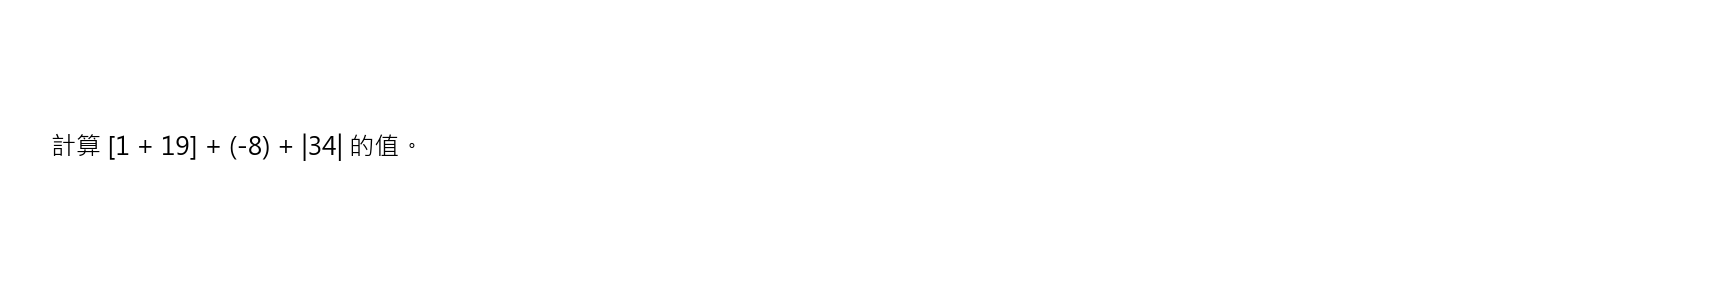 計算 [1 + 19] + (-8) + |34| 的值。